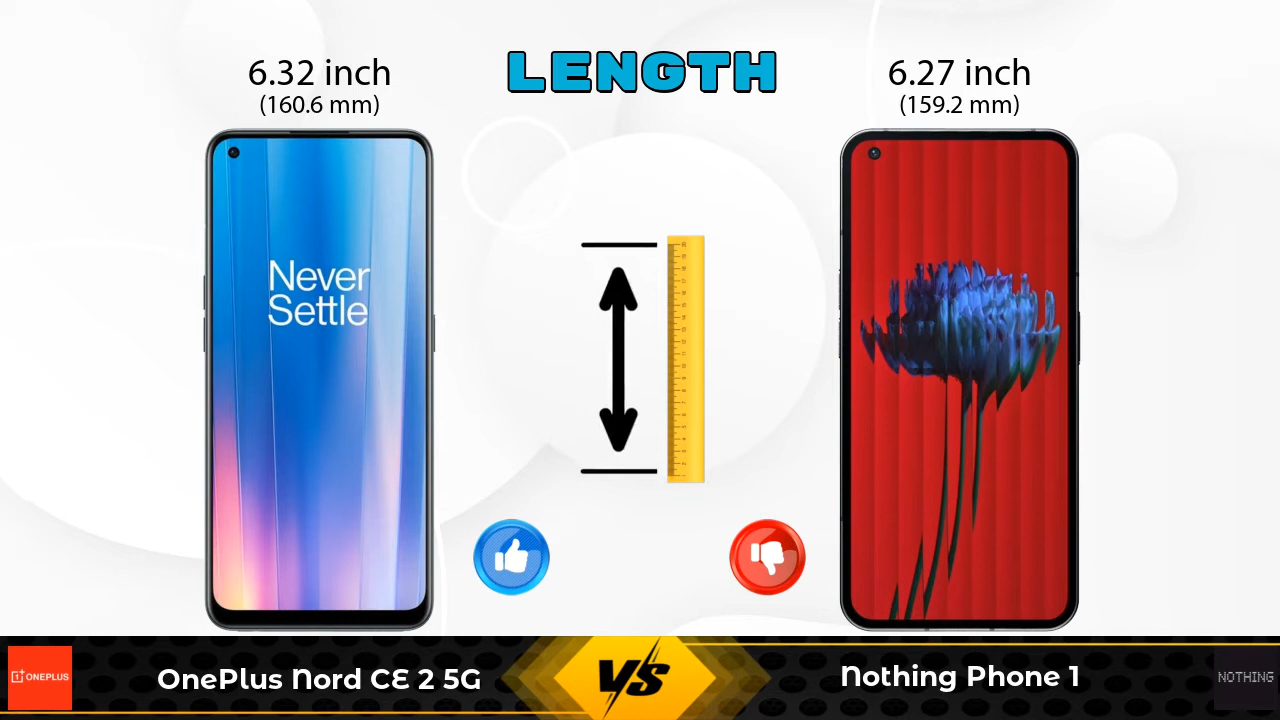 LENGTH
6.32 inch
(160.6 mm)
6.27 inch
(159.2 mm)
Never
Settle
ONEPLUS
OnePlus Nord CE 2 5G
VS
Nothing Phone 1
NOTHING